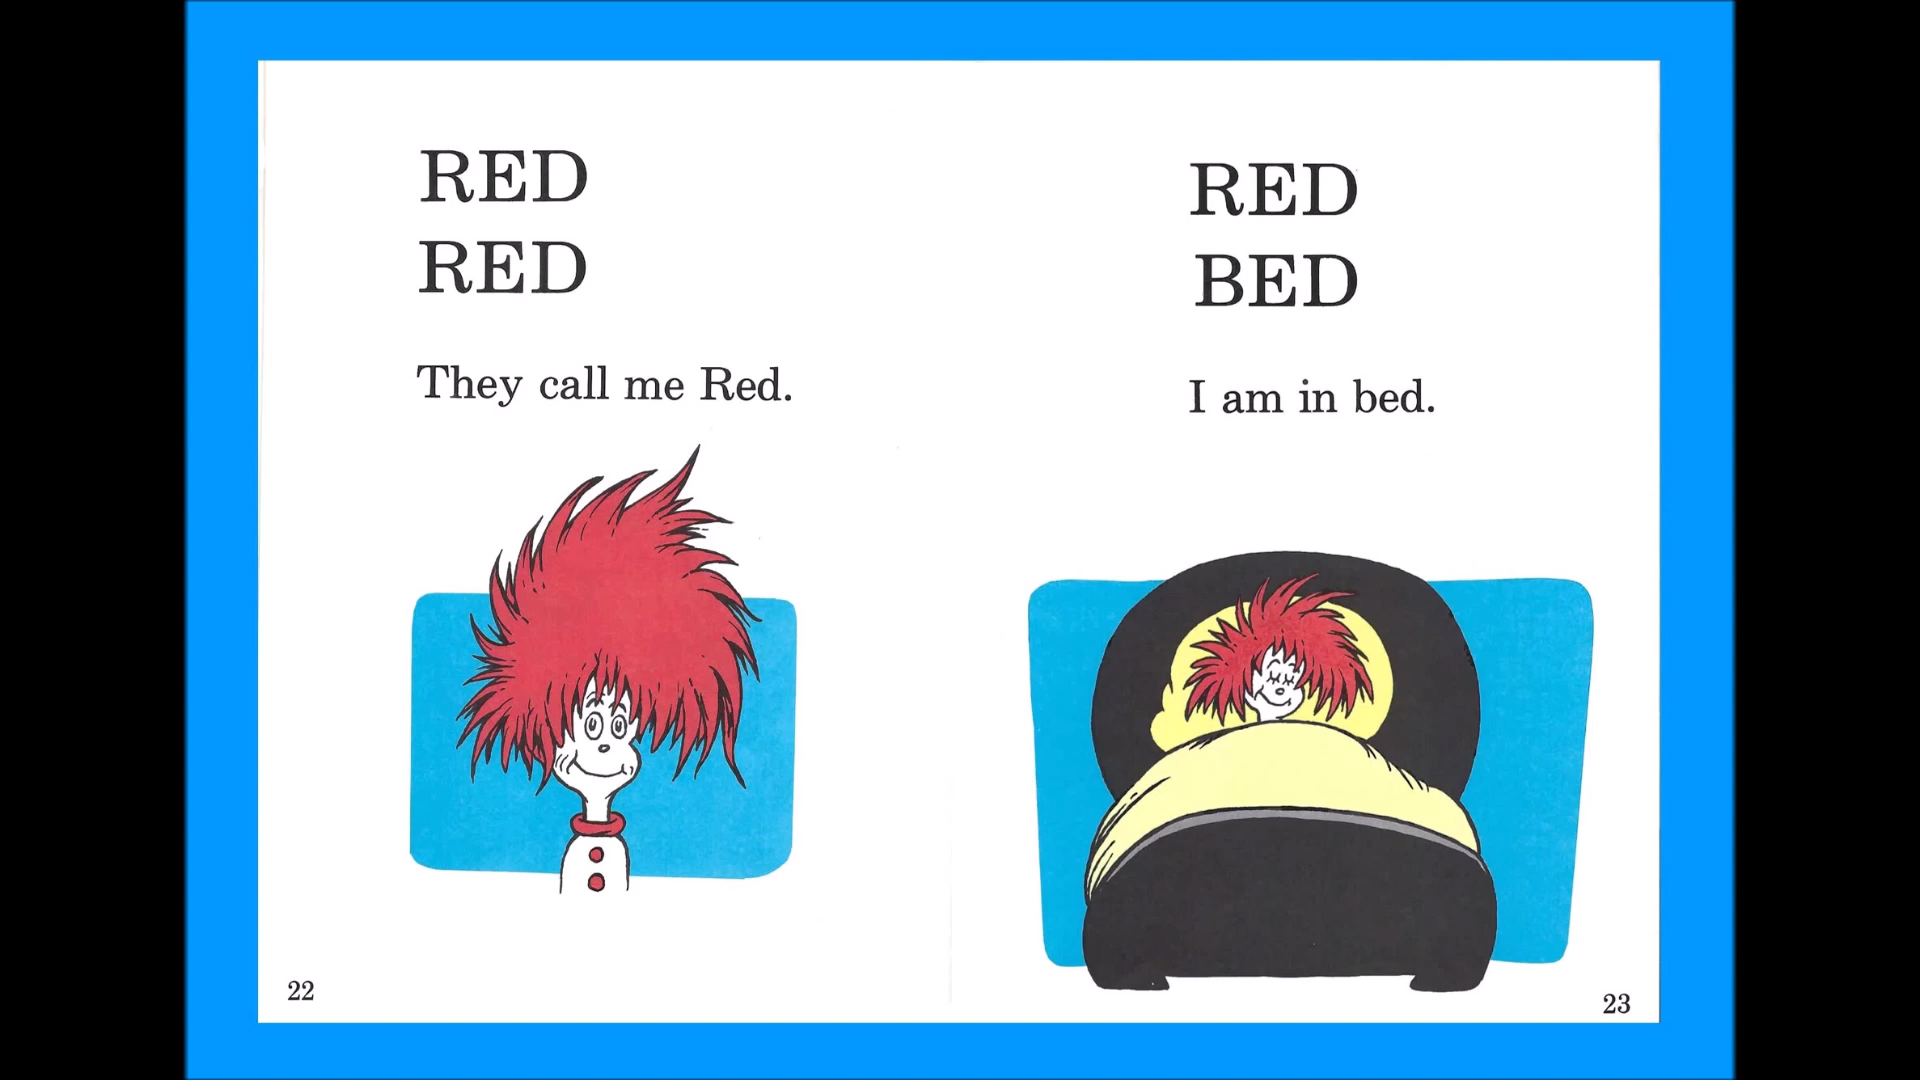 RED
RED
They call me Red.
22
RED
BED
I am in bed.
23